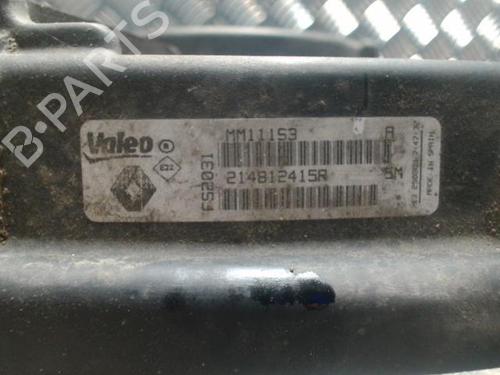 Valeo ®
MM11153 A
FS2031
214812415R 5M
MADE IN SPAIN
B-PARTS